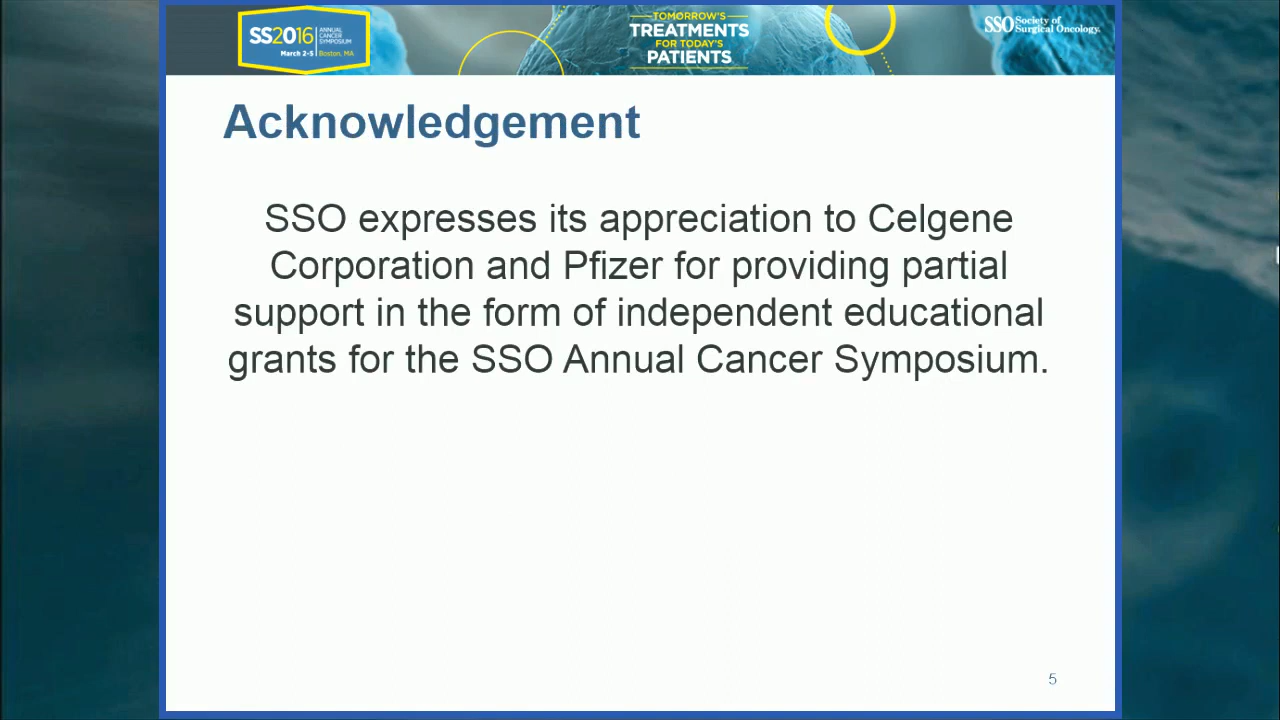 SS2016
ANNUAL
CANCER
SYMPOSIUM
March 2-5 | Boston, MA
TOMORROW'S
TREATMENTS
FOR TODAY'S
PATIENTS
SSO Society of
Surgical Oncology.
Acknowledgement
SSO expresses its appreciation to Celgene
Corporation and Pfizer for providing partial
support in the form of independent educational
grants for the SSO Annual Cancer Symposium.
5